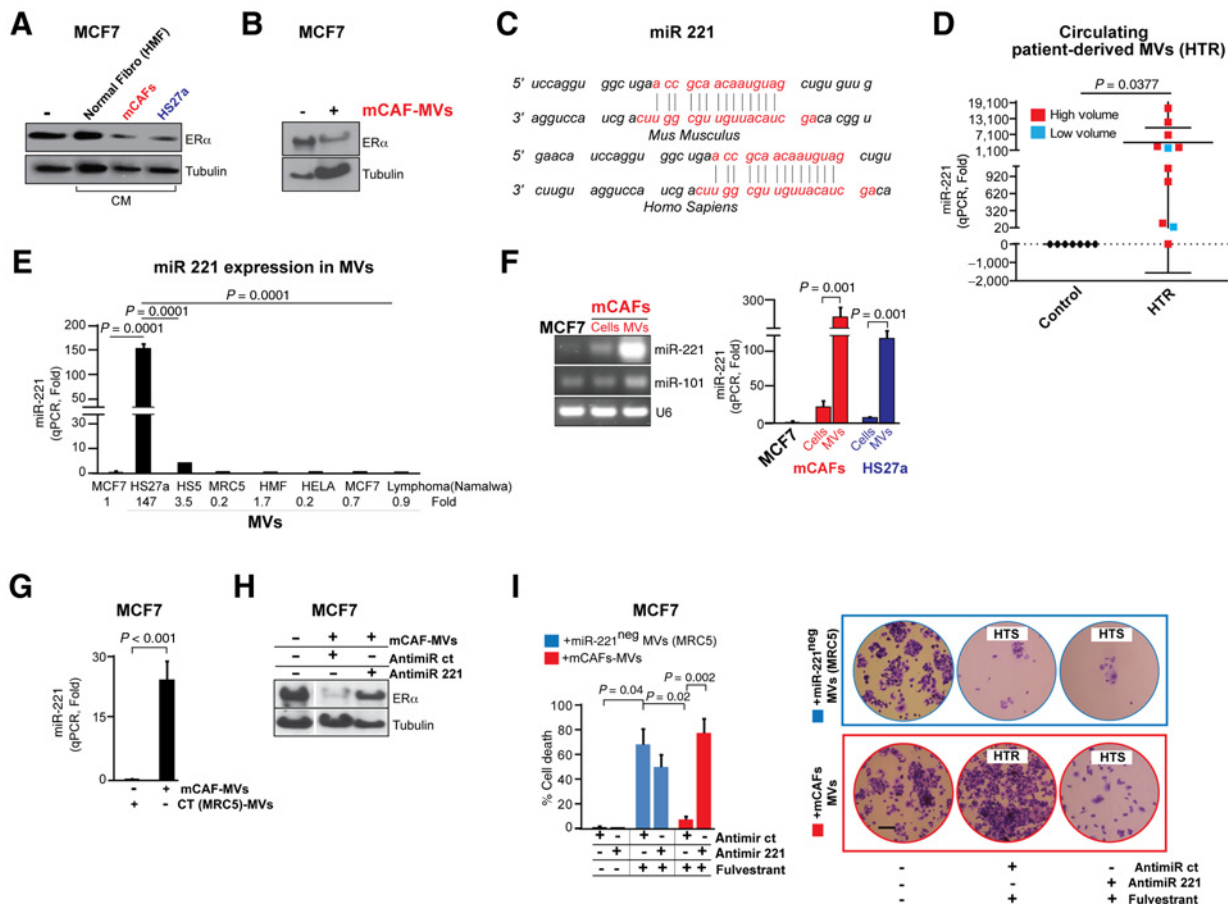 A
MCF7
-
Normal Fibro (HMF)
mCAFs
HS27a
ERα
Tubulin
CM
B
MCF7
- +
mCAF-MVs
ERα
Tubulin
C
miR 221
5' uccaggu ggc ugaa ccg gca acaauguag cugu guu g
3' aggucca ucg acuu gg cgu uguuacauc gaca cgg u
Mus Musculus
5' gaaca uccaggu ggc ugaa ccg gca acaauguag cugu
3' cuugu aggucca ucg acuu gg cgu uguuacauc gaca
Homo Sapiens
D
Circulating
patient-derived MVs (HTR)
P = 0.0377
High volume
Low volume
miR-221
(qPCR, Fold)
19,100
13,100
7,100
1,100
920
620
320
20
0
−2,000
Control
HTR
E
miR 221 expression in MVs
P = 0.0001
P = 0.0001
P = 0.0001
miR-221
(qPCR, Fold)
200
150
100
50
30
10
0
MCF7 HS27a HS5 MRC5 HMF HELA MCF7 Lymphoma(Namalwa)
1 147 3.5 0.2 1.7 0.2 0.7 0.9 Fold
MVs
F
mCAFs
MCF7 Cells MVs
miR-221
miR-101
U6
miR-221
(qPCR, Fold)
300
100
50
0
P = 0.001
P = 0.001
MCF7
Cells
MVs
Cells
MVs
mCAFs
HS27a
G
MCF7
P < 0.001
miR-221
(qPCR, Fold)
30
15
0
- + mCAF-MVs
+ - CT (MRC5)-MVs
H
MCF7
- + + mCAF-MVs
- + - AntimiR ct
- - + AntimiR 221
ERα
Tubulin
I
MCF7
+miR-221neg MVs (MRC5)
+mCAFs-MVs
P = 0.04
P = 0.02
P = 0.002
% Cell death
100
80
60
40
20
0
+ - + - + - Antimir ct
- + - + - + Antimir 221
+ + + + Fulvestrant
+miR-221neg
MVs (MRC5)
HTS
HTS
+mCAFs
MVs
HTR
HTS
- + - AntimiR ct
- - + AntimiR 221
- + + Fulvestrant